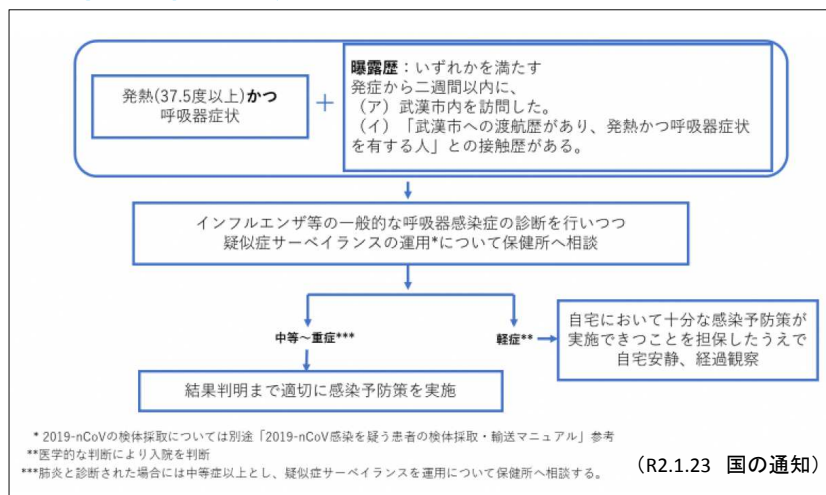 発熱(37.5度以上)かつ
呼吸器症状
＋
曝露歴：いずれかを満たす
発症から二週間以内に、
（ア）武漢市内を訪問した。
（イ）「武漢市への渡航歴があり、発熱かつ呼吸器症状
を有する人」との接触歴がある。
インフルエンザ等の一般的な呼吸器感染症の診断を行いつつ
疑似症サーベイランスの運用*について保健所へ相談
中等～重症***
軽症**
自宅において十分な感染予防策が
実施できつことを担保したうえで
自宅安静、経過観察
結果判明まで適切に感染予防策を実施
* 2019-nCoVの検体採取については別途「2019-nCoV感染を疑う患者の検体採取・輸送マニュアル」参考
**医学的な判断により入院を判断
***肺炎と診断された場合には中等症以上とし、疑似症サーベイランスを運用について保健所へ相談する。
（R2.1.23　国の通知）